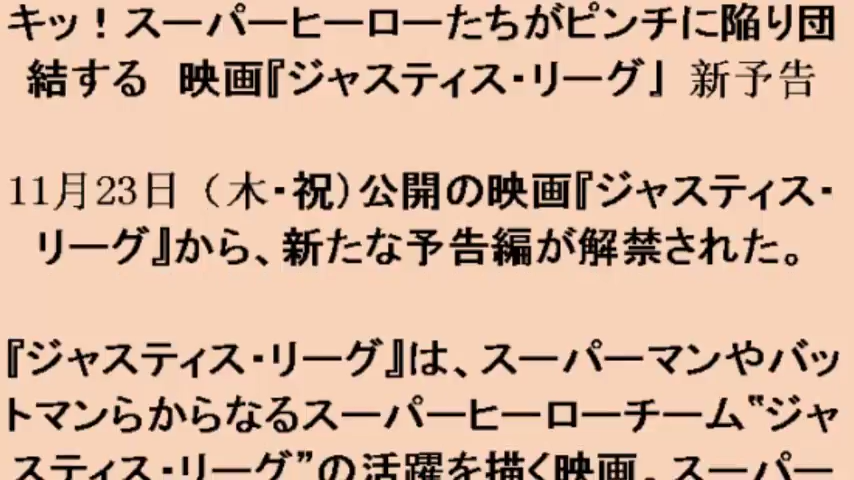 キッ！スーパーヒーローたちがピンチに陥り団
結する　映画『ジャスティス・リーグ』 新予告
11月23日（木・祝）公開の映画『ジャスティス・
リーグ』から、新たな予告編が解禁された。
『ジャスティス・リーグ』は、スーパーマンやバッ
トマンらからなるスーパーヒーローチーム‟ジャ
スティス・リーグ”の活躍を描く映画。スーパー